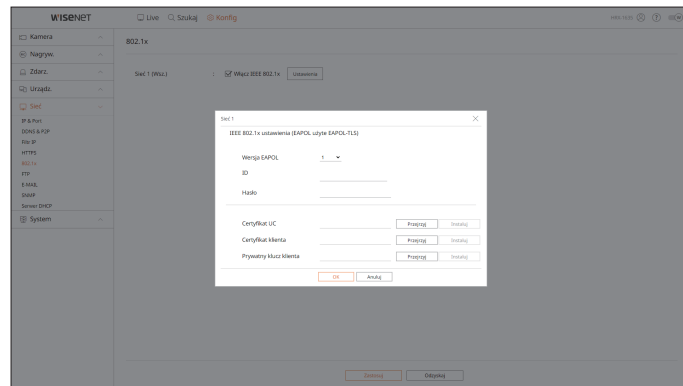 WISENET
Live Szukaj Konfig
Kamera
Nagryw.
Zdarz.
Urządz.
Sieć
IP & Port
DDNS & P2P
Filtr IP
HTTPS
802.1x
FTP
E-MAIL
SNMP
Serwer DHCP
System
802.1x
Sieć 1 (Wsz.) : Włącz IEEE 802.1x Ustawienia
Sieć 1
IEEE 802.1x ustawienia (EAPOL użyte EAPOL-TLS)
Wersja EAPOL 1
ID
Hasło
Certyfikat UC Przejrzyj Instaluj
Certyfikat klienta Przejrzyj Instaluj
Prywatny klucz klienta Przejrzyj Instaluj
OK Anuluj
Zastosuj Odzyskaj